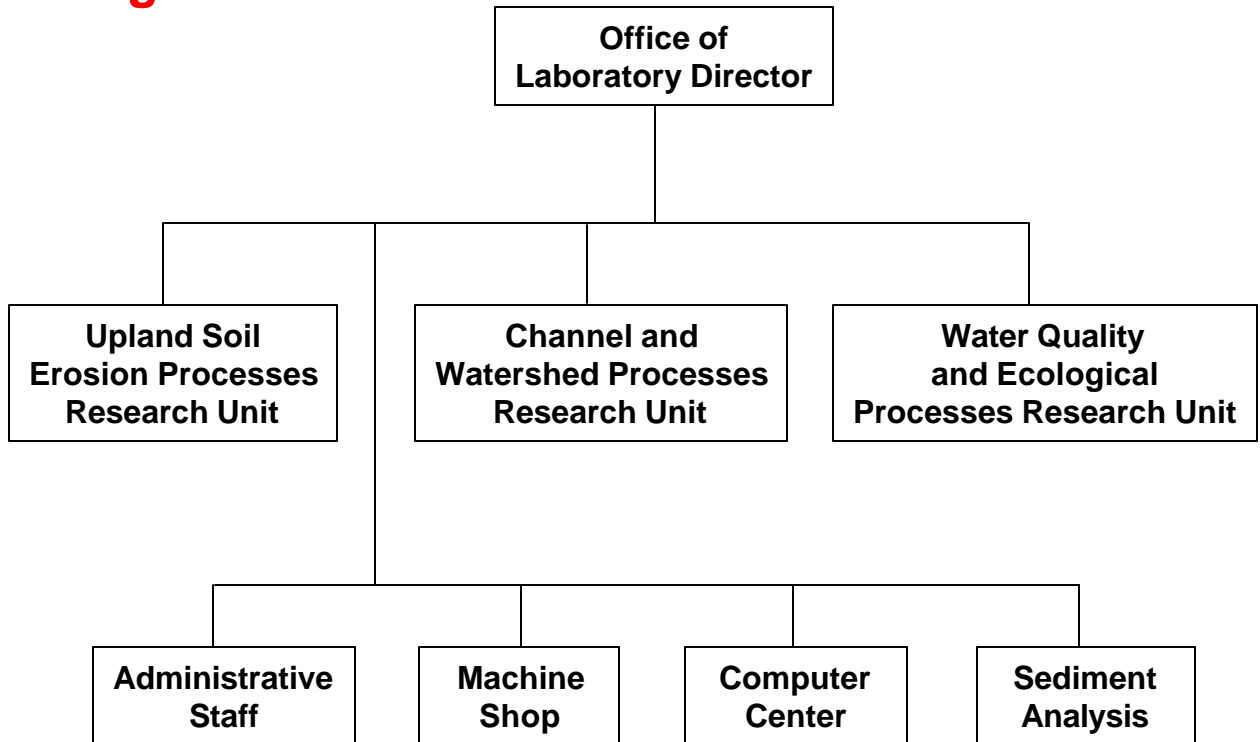 Office of
Laboratory Director
Upland Soil
Erosion Processes
Research Unit
Channel and
Watershed Processes
Research Unit
Water Quality
and Ecological
Processes Research Unit
Administrative
Staff
Machine
Shop
Computer
Center
Sediment
Analysis